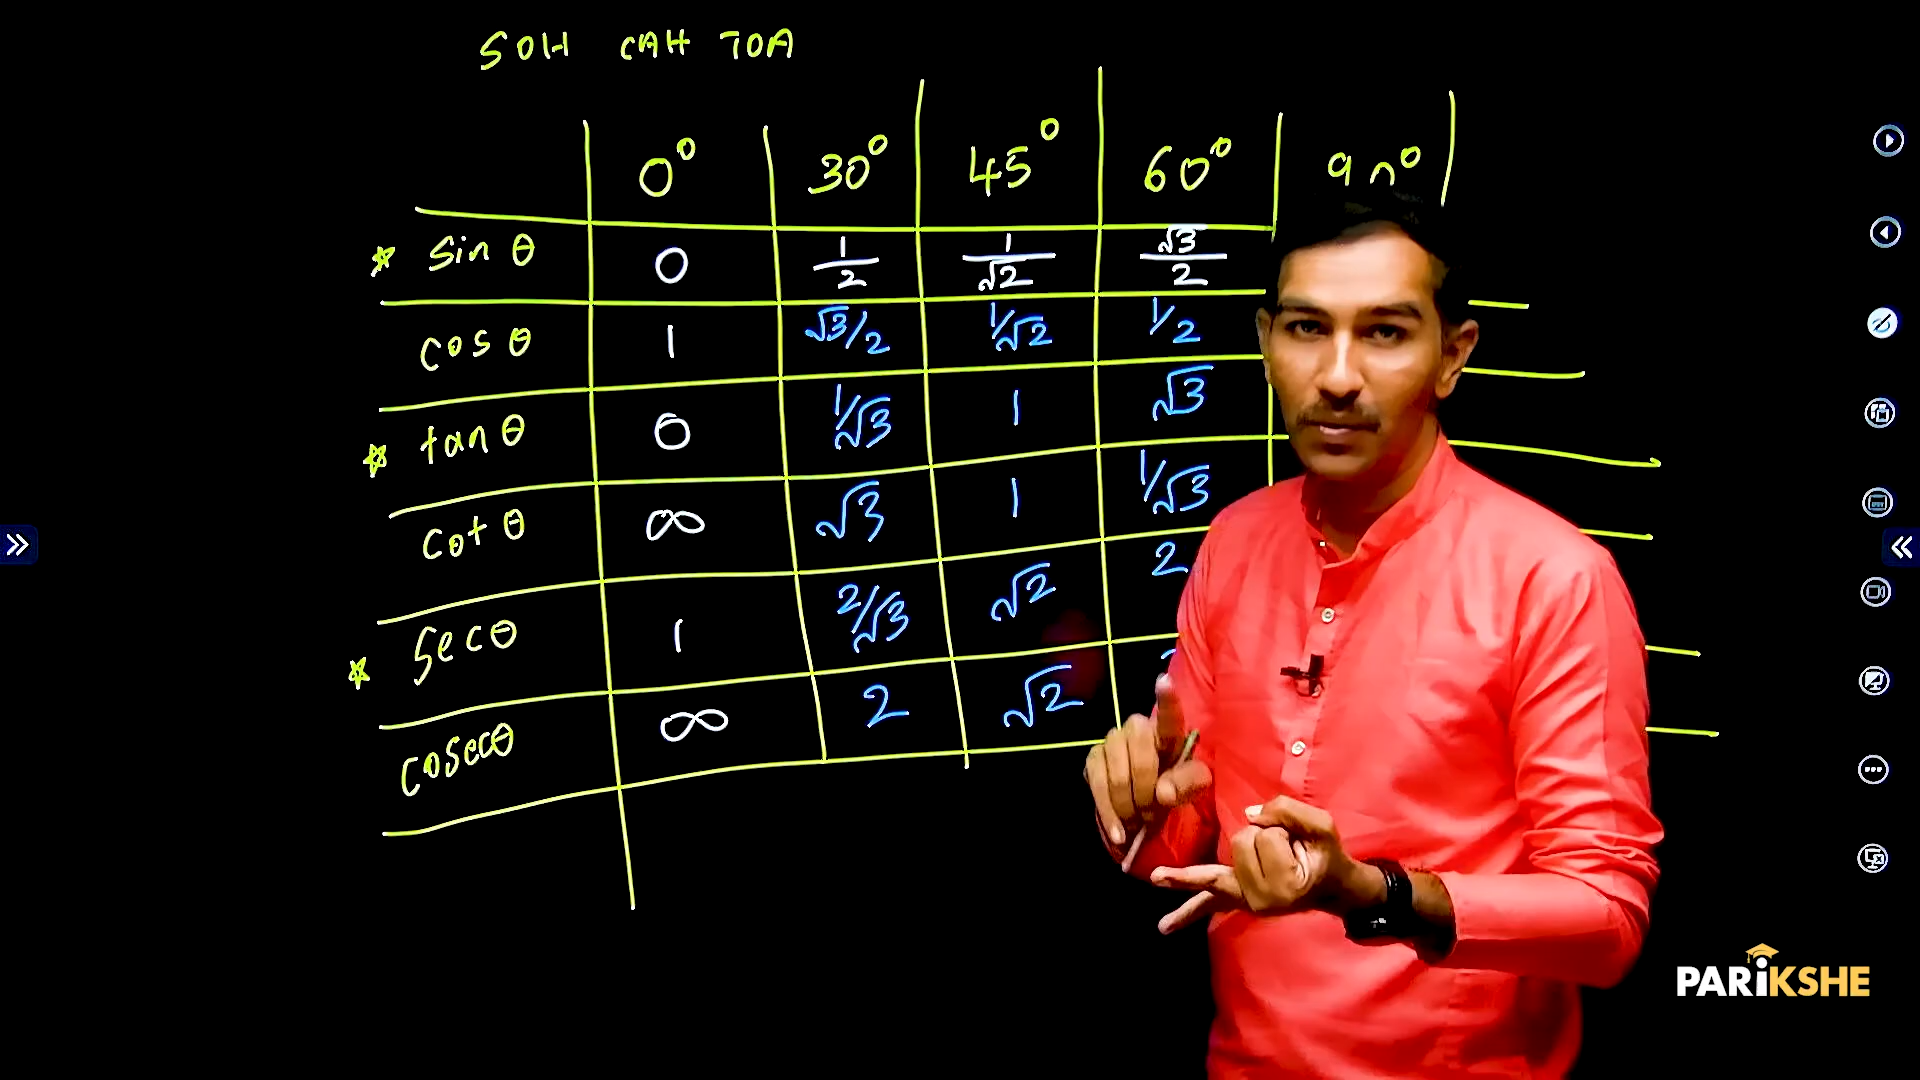 SOH CAH TOA
0° 30° 45° 60°
☆ Sin θ 0 1/2 1/√2 √3/2
cos θ 1 √3/2 1/√2 1/2
☆ tan θ 0 1/√3 1 √3
Cot θ ∞ √3 1 1/√3
☆ Sec θ 1 2/√3 √2 2
cosecθ ∞ 2 √2
PARIKSHE